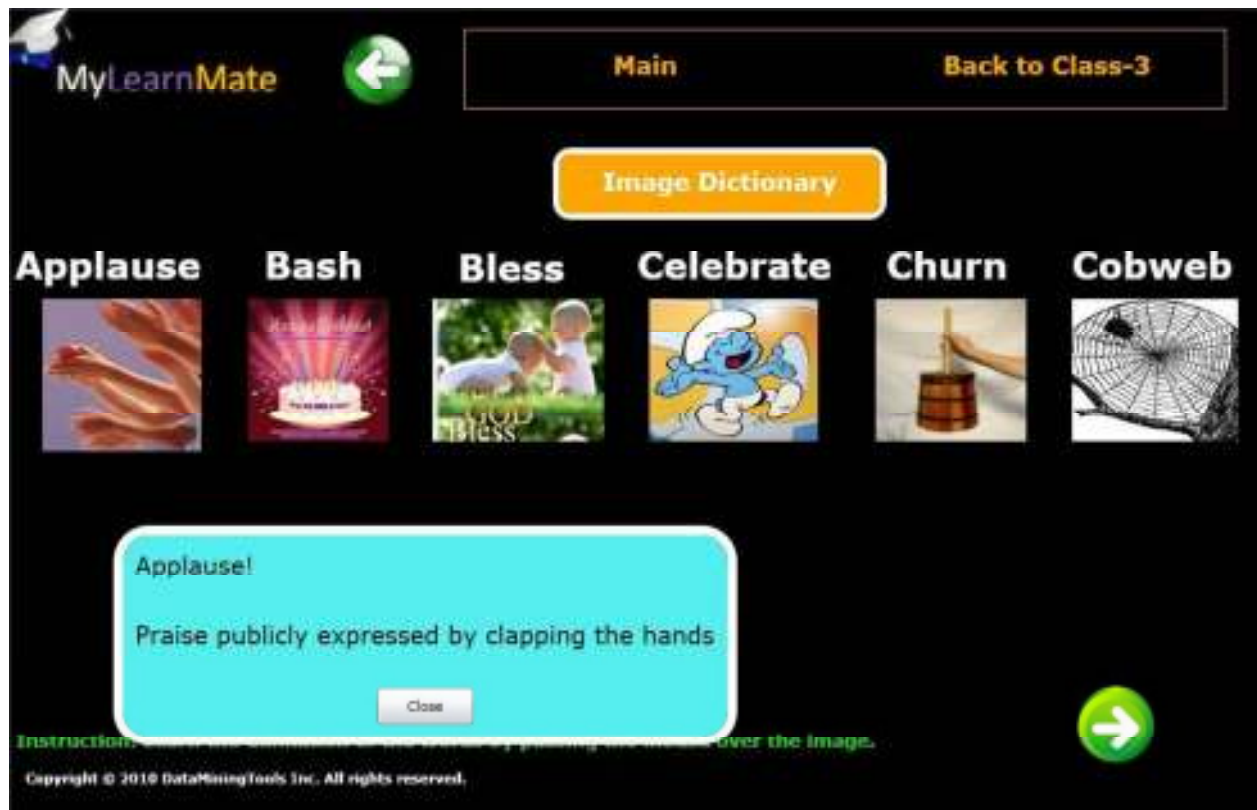 MyLearnMate
Main
Back to Class-3
Image Dictionary
Applause Bash Bless Celebrate Churn Cobweb
GOD
Bless
Applause!
Praise publicly expressed by clapping the hands
Close
Instruction: over the image.
Copyright © 2010 DataMiningTools Inc. All rights reserved.